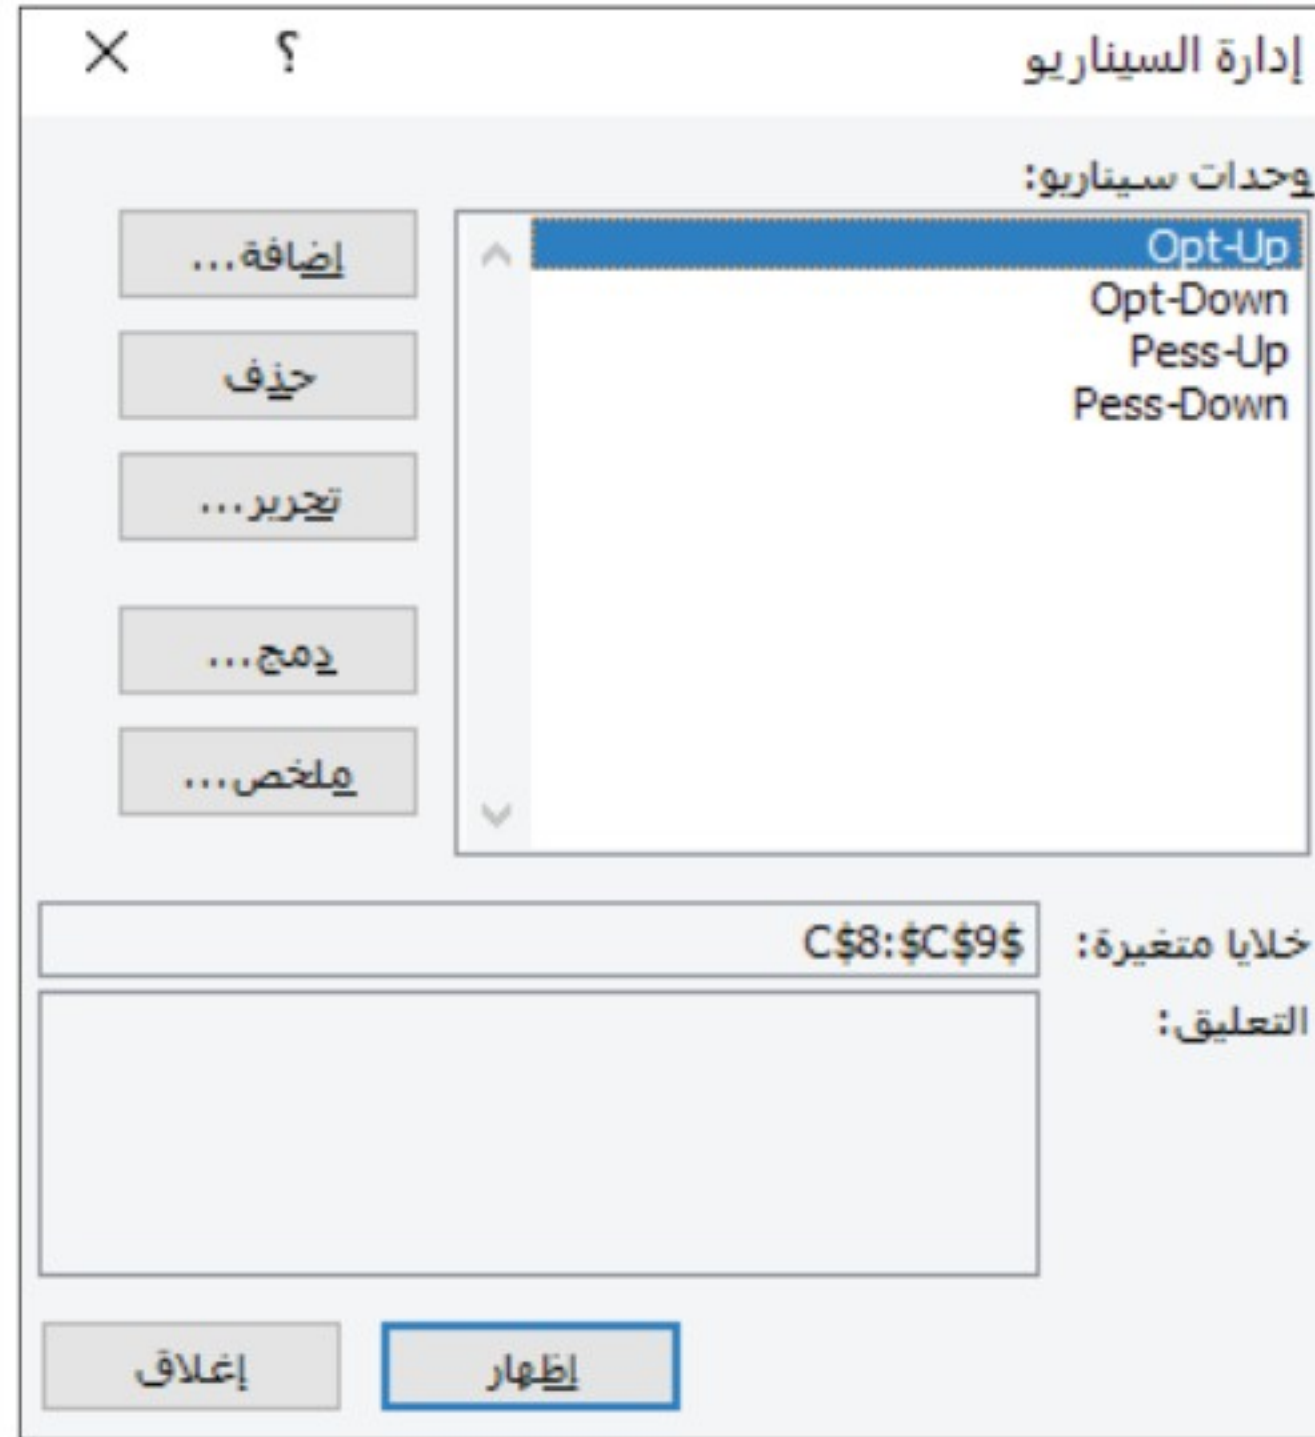 إدارة السيناريو ؟
وحدات سيناريو:
Opt-Up
Opt-Down
Pess-Up
Pess-Down
إضافة...
حذف
تحرير...
دمج...
ملخص...
خلايا متغيرة: C$8:$C$9$
التعليق:
إظهار
إغلاق